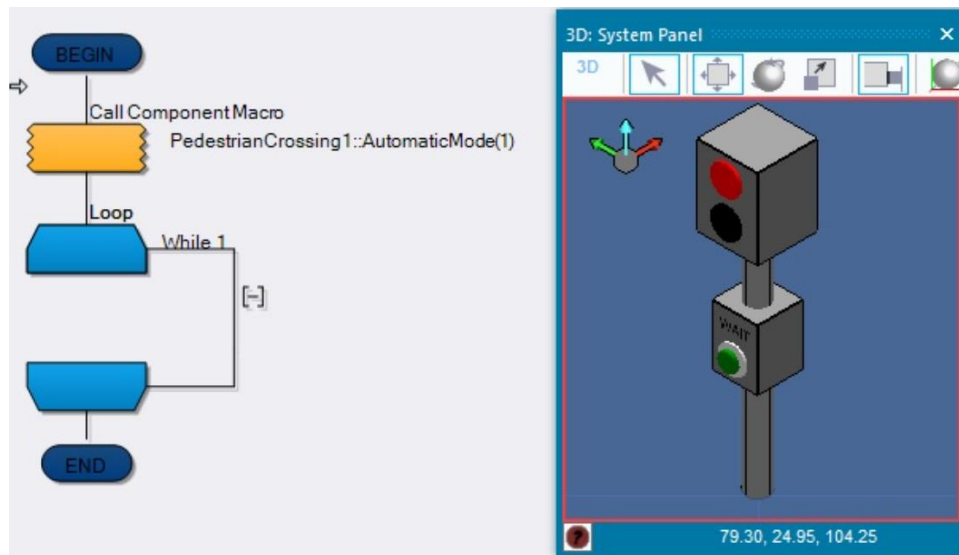 BEGIN
Call Component Macro
PedestrianCrossing1::AutomaticMode(1)
Loop
While 1
[-]
END
3D: System Panel
×
3D
WAIT
?
79.30, 24.95, 104.25